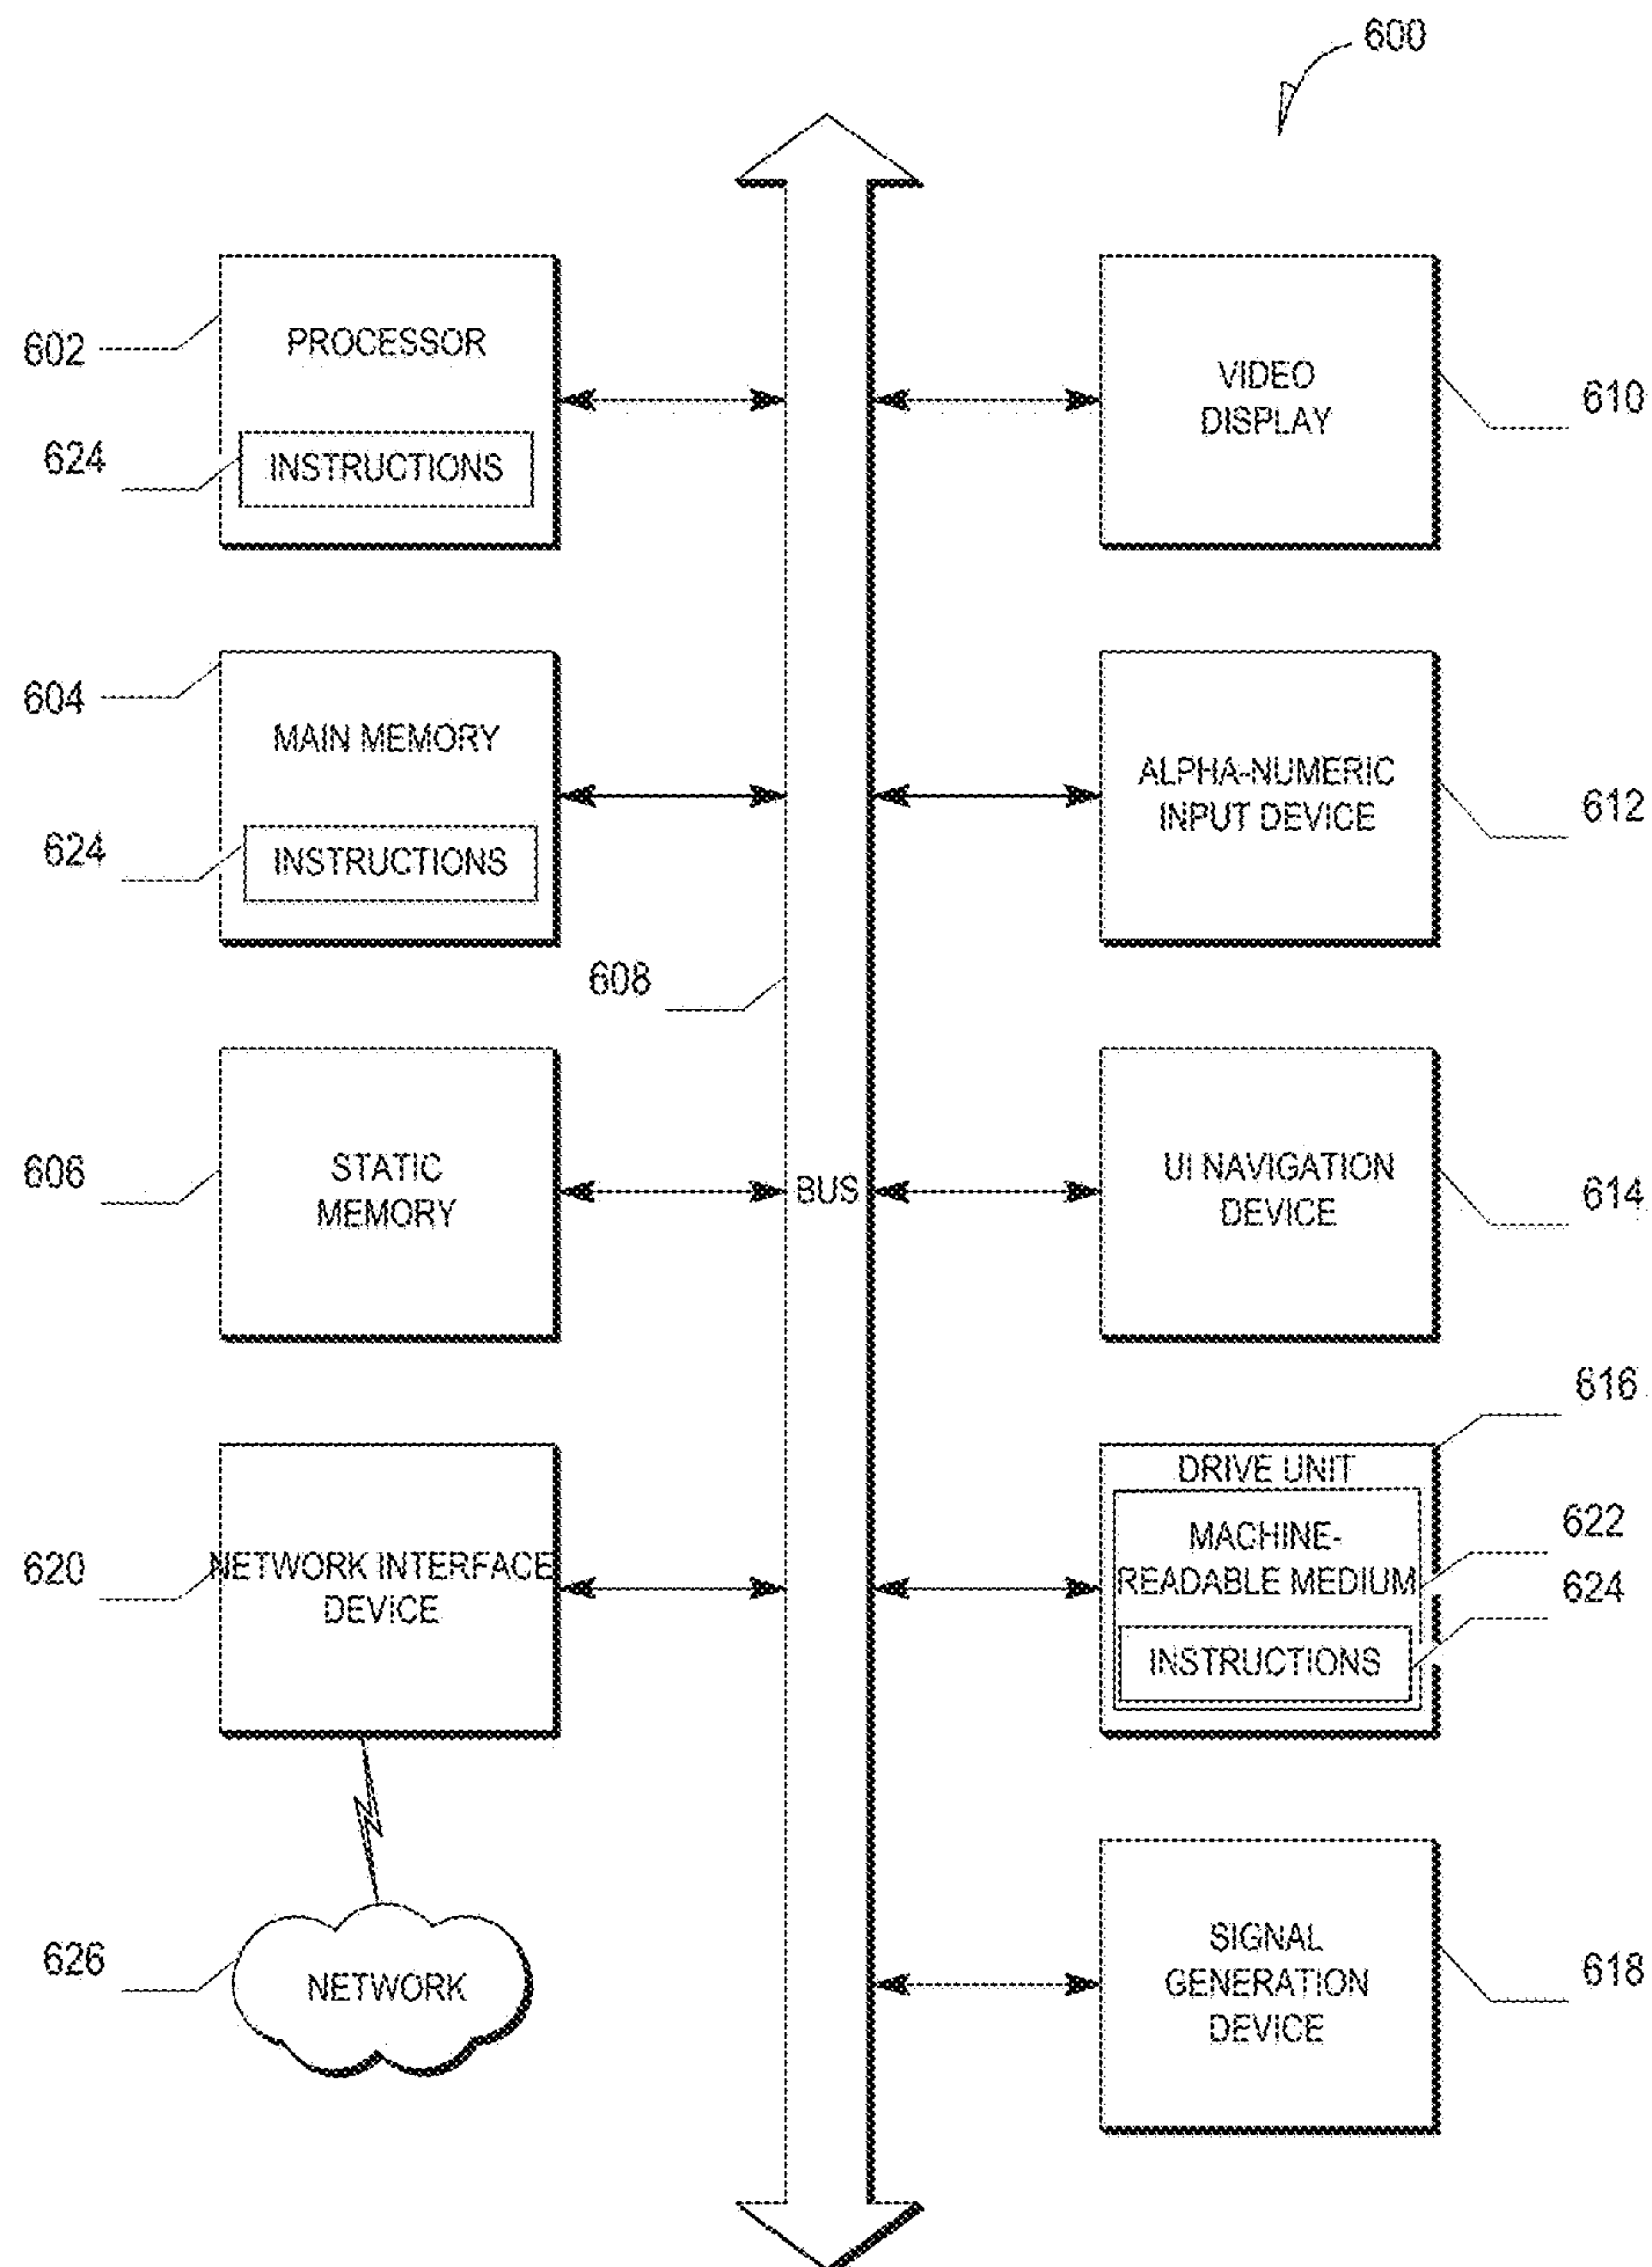 600
602
PROCESSOR
624
INSTRUCTIONS
VIDEO
DISPLAY
610
604
MAIN MEMORY
624
INSTRUCTIONS
ALPHA-NUMERIC
INPUT DEVICE
612
608
606
STATIC
MEMORY
BUS
UI NAVIGATION
DEVICE
614
620
NETWORK INTERFACE
DEVICE
616
DRIVE UNIT
MACHINE-
READABLE MEDIUM
622
624
INSTRUCTIONS
626
NETWORK
SIGNAL
GENERATION
DEVICE
618